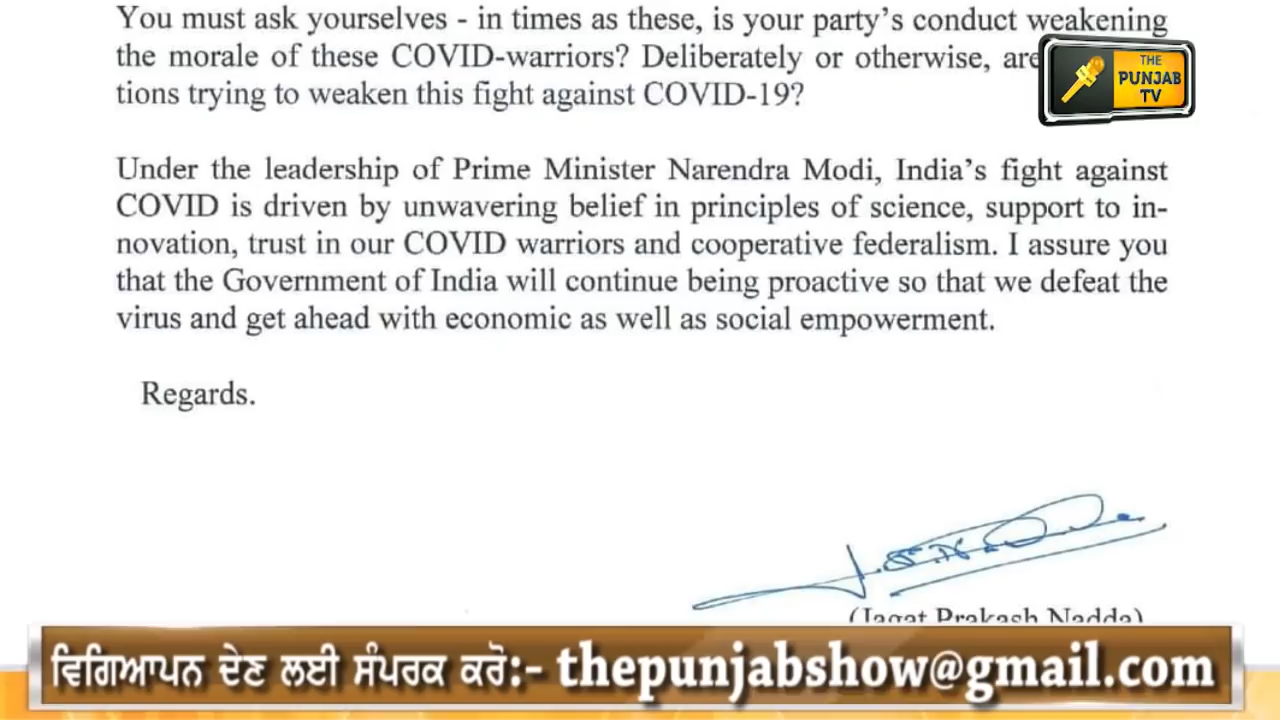 You must ask yourselves - in times as these, is your party's conduct weakening
the morale of these COVID-warriors? Deliberately or otherwise, are
tions trying to weaken this fight against COVID-19?
THE
PUNJAB
TV
Under the leadership of Prime Minister Narendra Modi, India's fight against
COVID is driven by unwavering belief in principles of science, support to in-
novation, trust in our COVID warriors and cooperative federalism. I assure you
that the Government of India will continue being proactive so that we defeat the
virus and get ahead with economic as well as social empowerment.
Regards.
(Jagat Prakash Nadda)
ਵਿਗਿਆਪਨ ਦੇਣ ਲਈ ਸੰਪਰਕ ਕਰੋ:- thepunjabshow@gmail.com